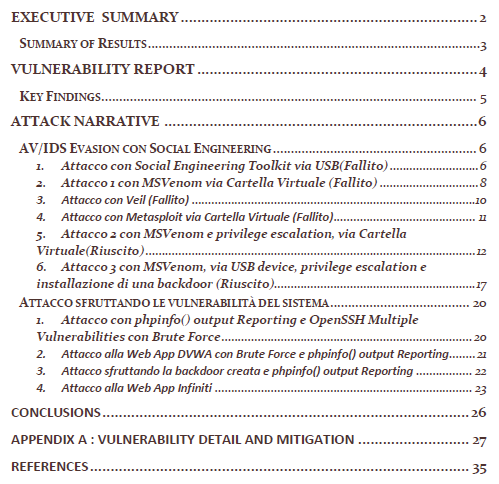 EXECUTIVE SUMMARY 2
SUMMARY OF RESULTS 3
VULNERABILITY REPORT 4
KEY FINDINGS 5
ATTACK NARRATIVE 6
AV/IDS EVASION CON SOCIAL ENGINEERING 6
1. Attacco con Social Engineering Toolkit via USB(Fallito) 6
2. Attacco 1 con MSVenom via Cartella Virtuale (Fallito) 8
3. Attacco con Veil (Fallito) 10
4. Attacco con Metasploit via Cartella Virtuale (Fallito) 11
5. Attacco 2 con MSVenom e privilege escalation, via Cartella
Virtuale(Riuscito) 12
6. Attacco 3 con MSVenom, via USB device, privilege escalation e
installazione di una backdoor (Riuscito) 17
ATTACCO SFRUTTANDO LE VULNERABILITÀ DEL SISTEMA 20
1. Attacco con phpinfo() output Reporting e OpenSSH Multiple
Vulnerabilities con Brute Force 20
2. Attacco alla Web App DVWA con Brute Force e phpinfo() output Reporting 21
3. Attacco sfruttando la backdoor creata e phpinfo() output Reporting 22
4. Attacco alla Web App Infiniti 23
CONCLUSIONS 26
APPENDIX A : VULNERABILITY DETAIL AND MITIGATION 27
REFERENCES 35